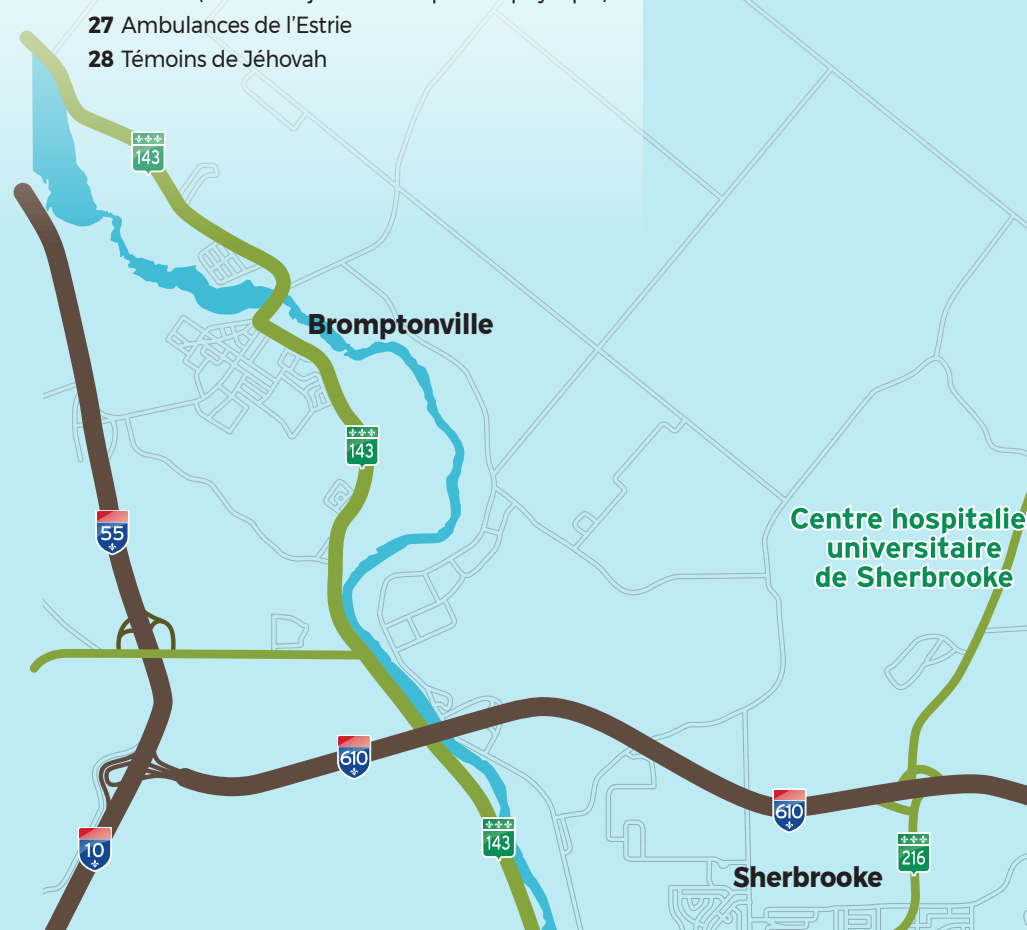 27 Ambulances de l’Estrie
28 Témoins de Jéhovah
143
Bromptonville
143
55
Centre hospitalie
universitaire
de Sherbrooke
610
610
143
10
216
Sherbrooke